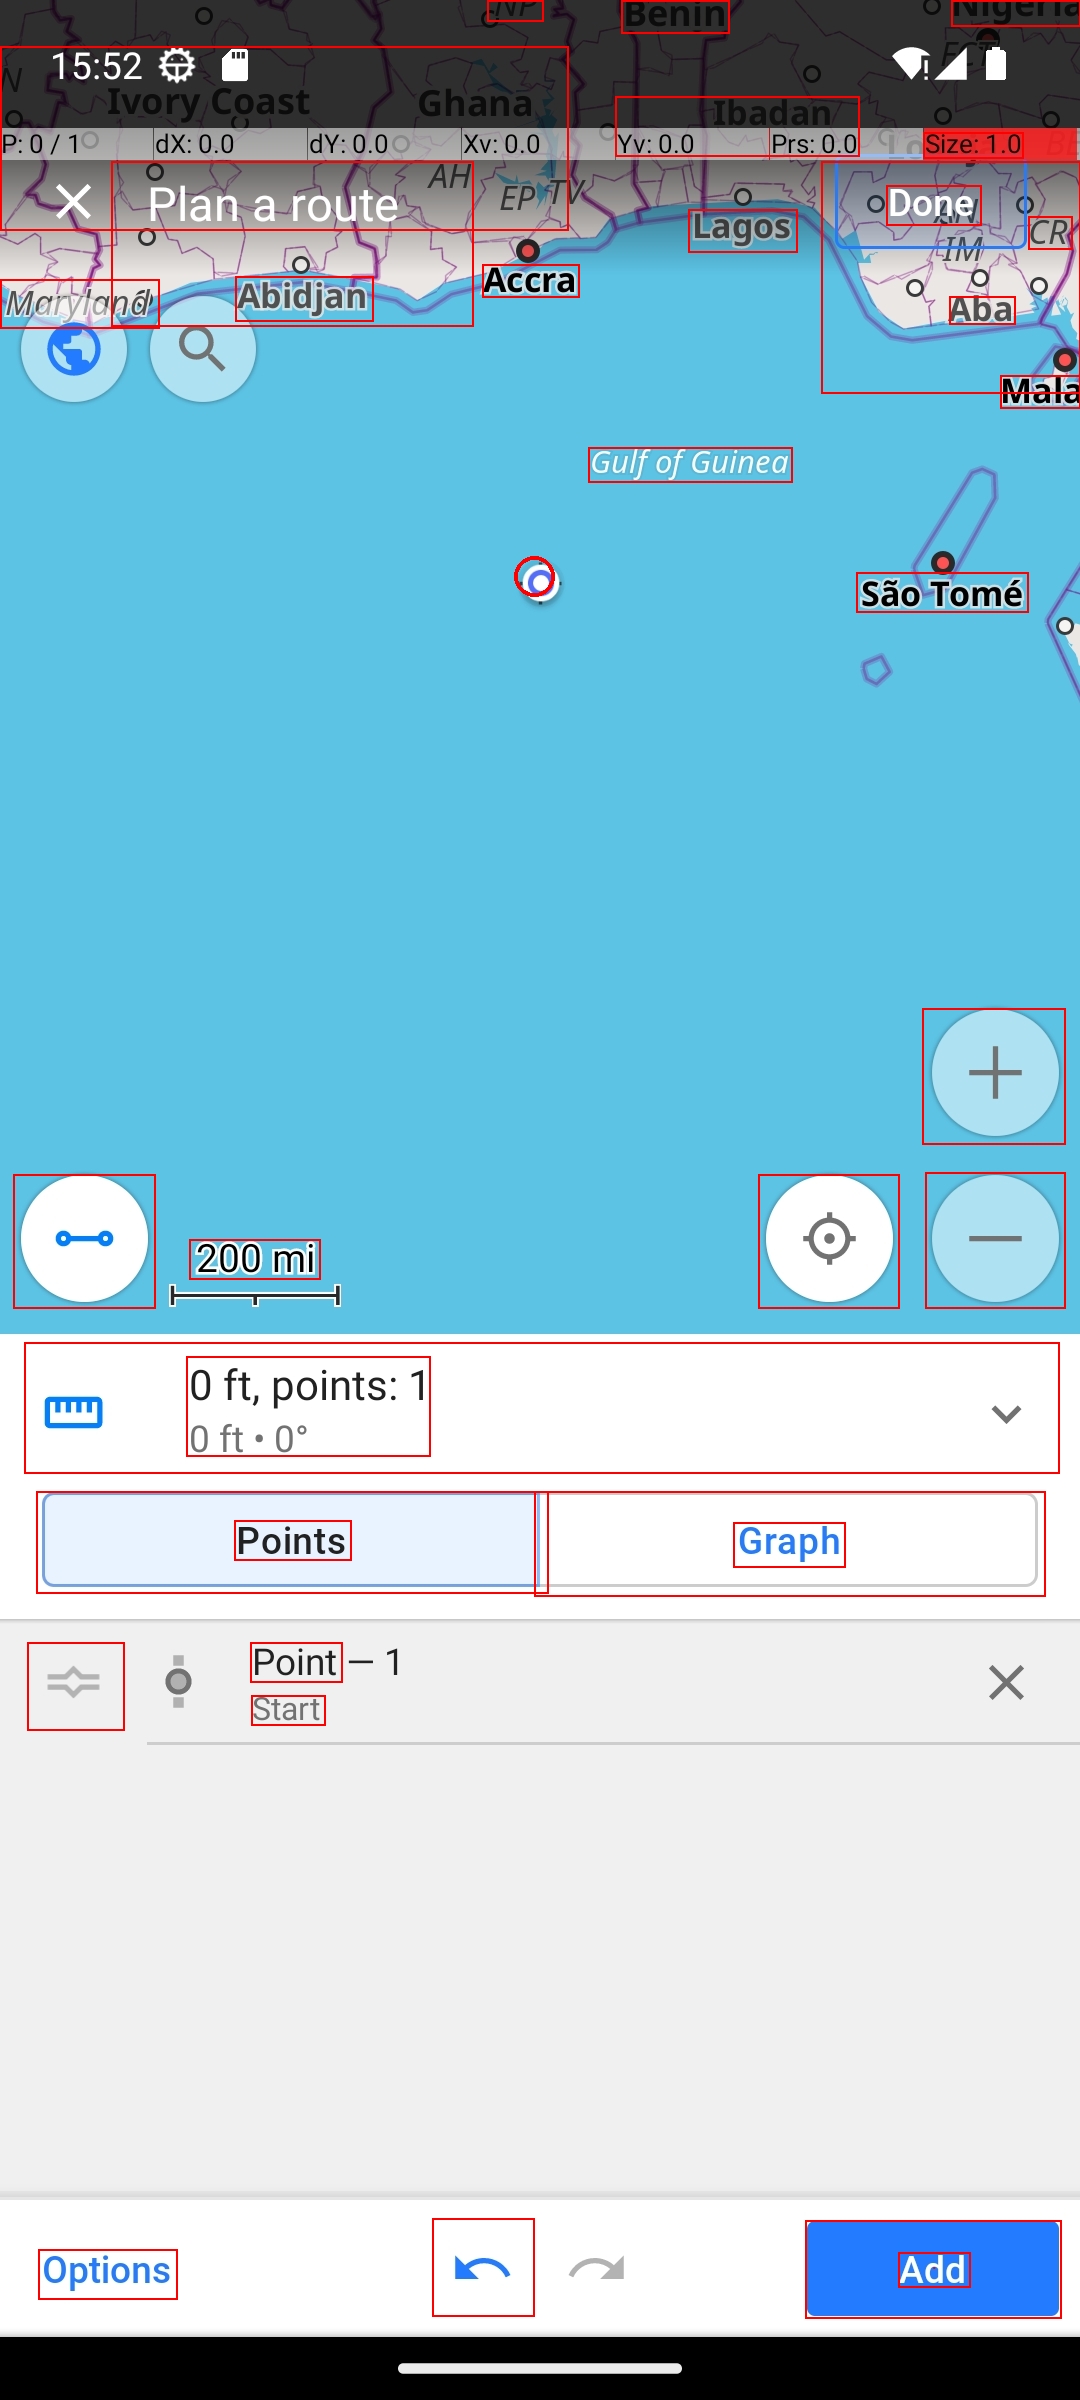 NP
Benin
Nigeria
15:52
FCT
Ivory Coast
Ghana
Ibadan
P: 0 / 1
dX: 0.0
dY: 0.0
Xv: 0.0
Yv: 0.0
Prs: 0.0
Size: 1.0
Plan a route
AH
EP
TV
Lagos
Done
AN
IM
CR
Maryland
Abidjan
Accra
Aba
Mala
Gulf of Guinea
São Tomé
200 mi
0 ft, points: 1
0 ft • 0°
Points
Graph
Point — 1
Start
Options
Add